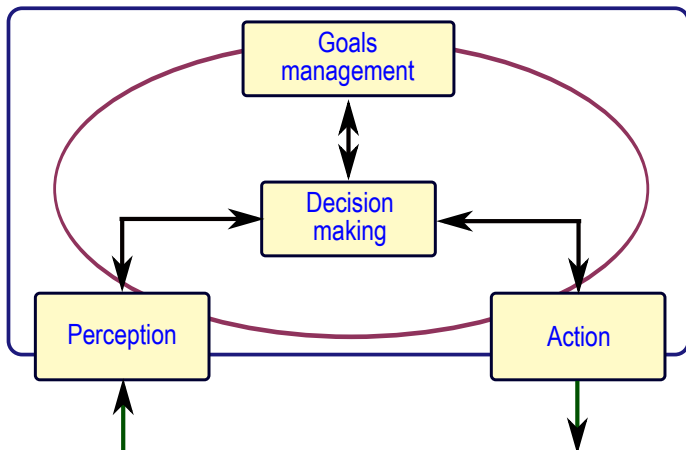 Goals
management
Decision
making
Perception
Action